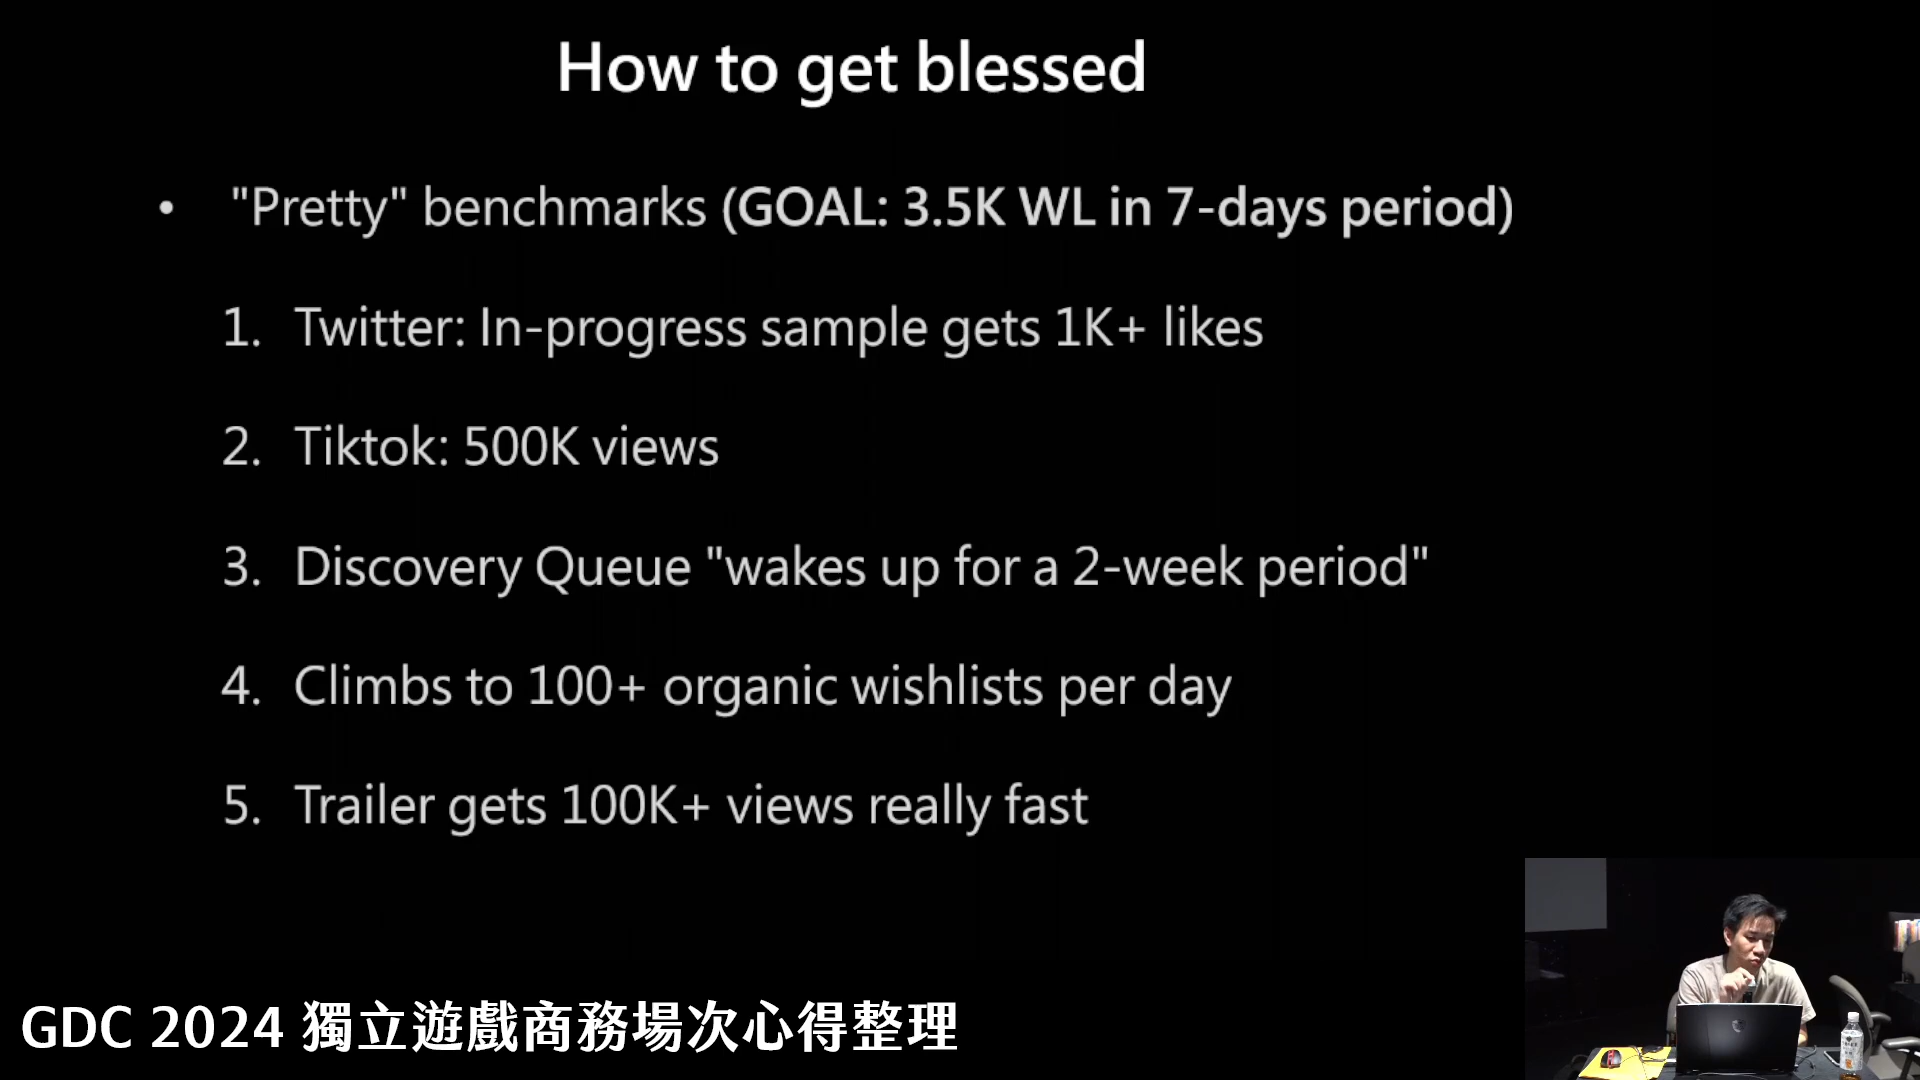 How to get blessed
• "Pretty" benchmarks (GOAL: 3.5K WL in 7-days period)
1. Twitter: In-progress sample gets 1K+ likes
2. Tiktok: 500K views
3. Discovery Queue "wakes up for a 2-week period"
4. Climbs to 100+ organic wishlists per day
5. Trailer gets 100K+ views really fast
GDC 2024 獨立遊戲商務場次心得整理